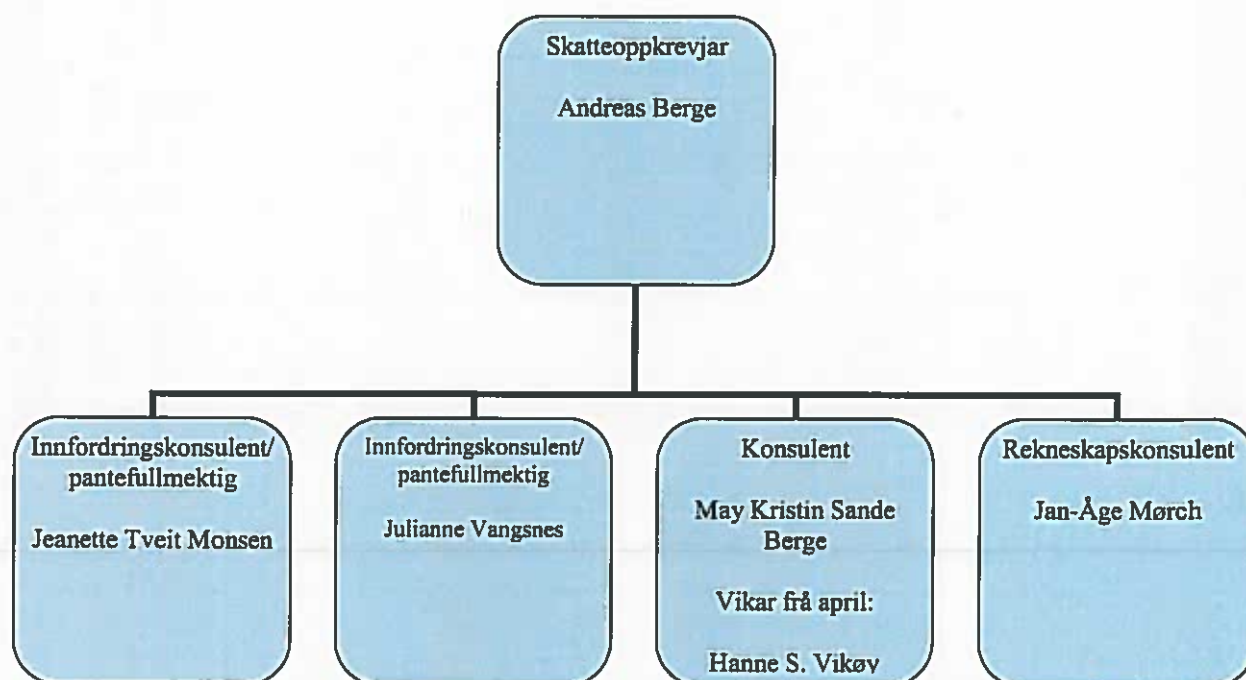 Skatteoppkrevjar
Andreas Berge
Innfordringskonsulent/
pantefullmektig
Jeanette Tveit Monsen
Innfordringskonsulent/
pantefullmektig
Julianne Vangsnes
Konsulent
May Kristin Sande
Berge
Vikar frå april:
Hanne S. Vikøy
Rekneskapskonsulent
Jan-Åge Mørch